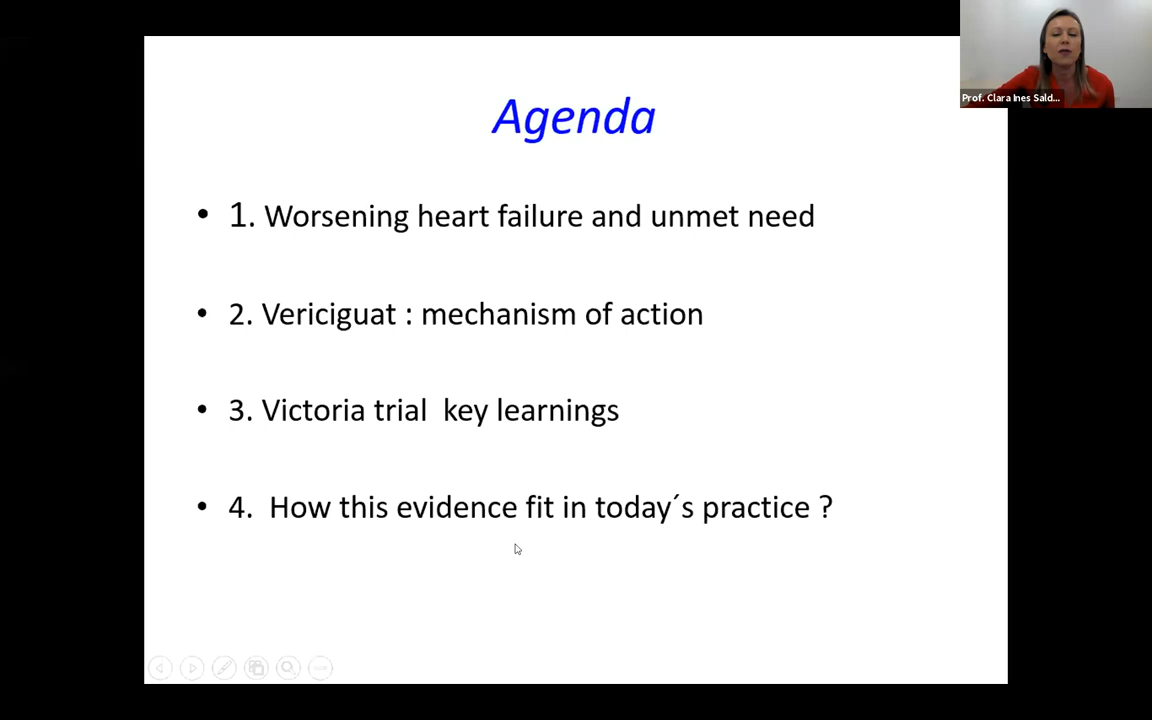 Prof. Clara Ines Sald...
Agenda
• 1. Worsening heart failure and unmet need
• 2. Vericiguat : mechanism of action
• 3. Victoria trial  key learnings
• 4.  How this evidence fit in today´s practice ?